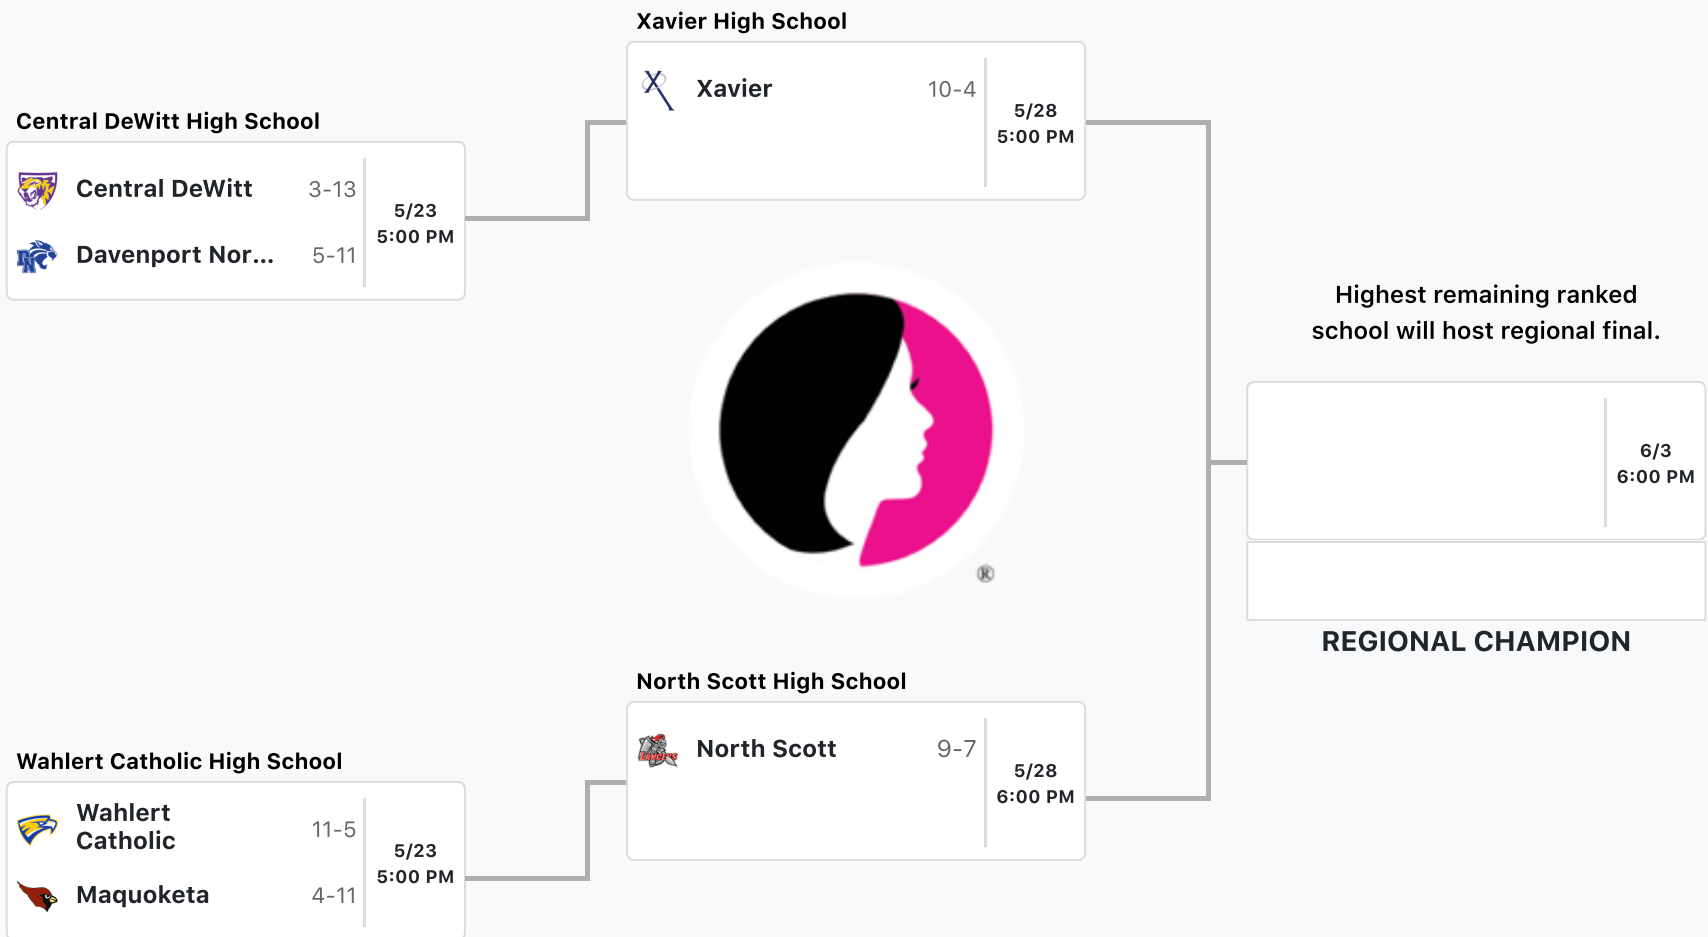 Xavier High School
Xavier 10-4
5/28
5:00 PM
Central DeWitt High School
Central DeWitt 3-13
Davenport Nor... 5-11
5/23
5:00 PM
Highest remaining ranked
school will host regional final.
6/3
6:00 PM
REGIONAL CHAMPION
®
North Scott High School
North Scott 9-7
5/28
6:00 PM
Wahlert Catholic High School
Wahlert
Catholic 11-5
Maquoketa 4-11
5/23
5:00 PM